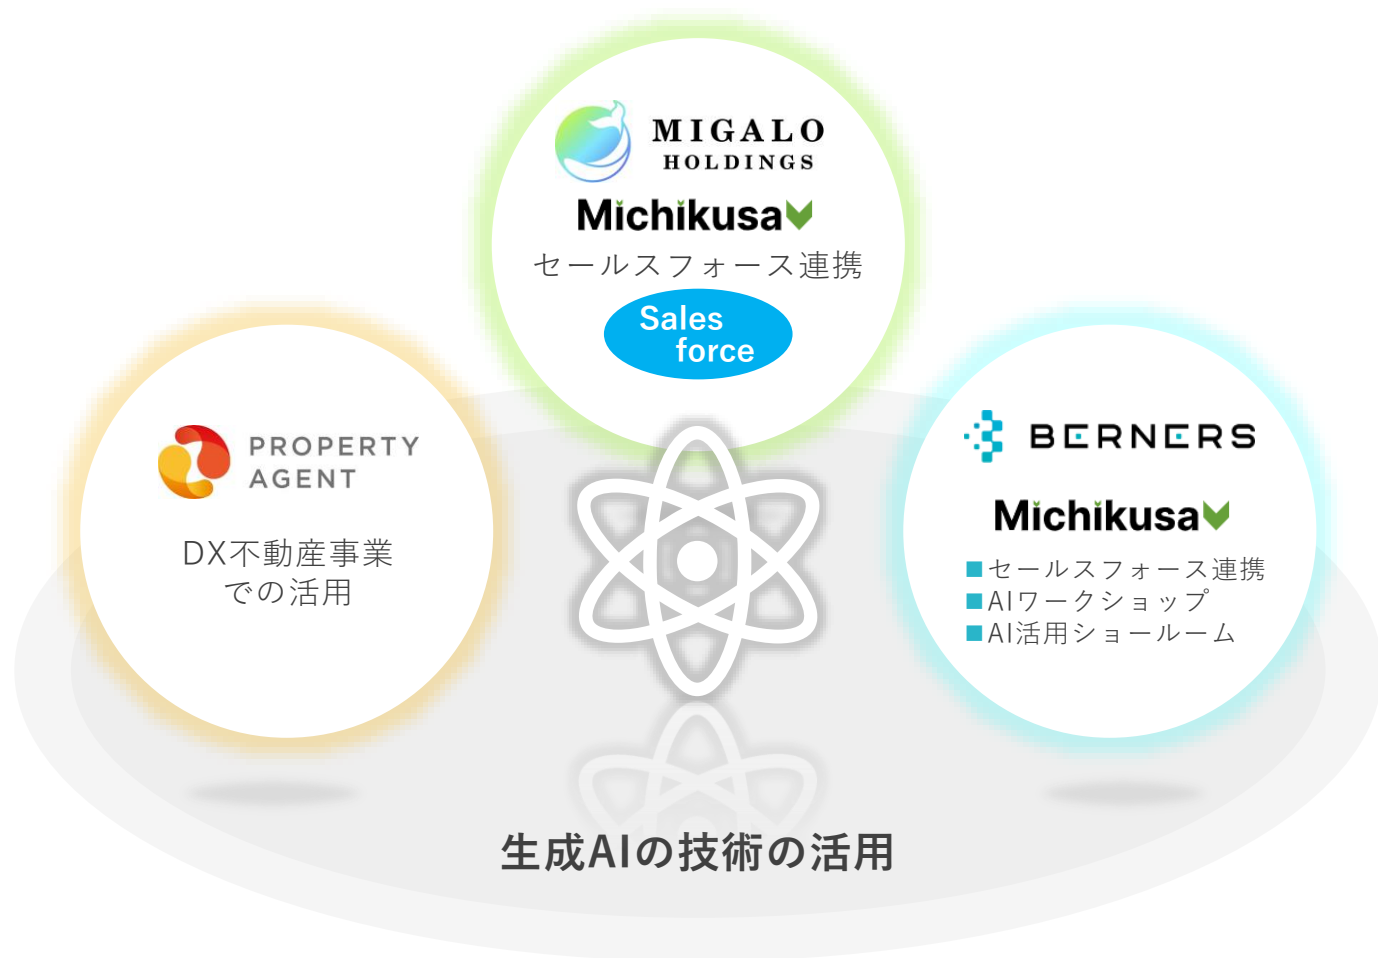 MIGALO
HOLDINGS
Michikusa
セールスフォース連携
Sales
force
PROPERTY
AGENT
DX不動産事業
での活用
BERNERS
Michikusa
■セールスフォース連携
■AIワークショップ
■AI活用ショールーム
生成AIの技術の活用